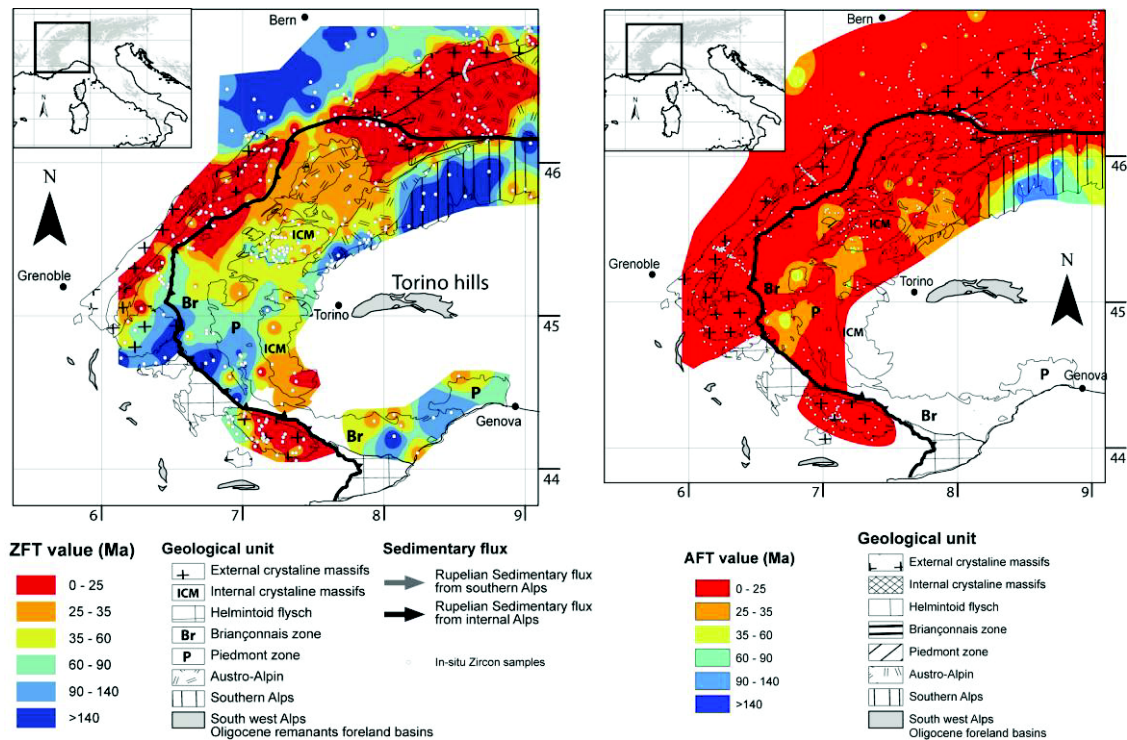 Bern
N
46
ICM
Grenoble
Torino hills
Br
Torino
45
P
ICM
P
Genova
Br
44
6
7
8
9
ZFT value (Ma)
0 - 25
25 - 35
35 - 60
60 - 90
90 - 140
>140
Geological unit
External crystaline massifs
ICM
Internal crystaline massifs
Helmintoid flysch
Br
Briançonnais zone
P
Piedmont zone
Austro-Alpin
Southern Alps
South west Alps
Oligocene remanants foreland basins
Sedimentary flux
Rupelian Sedimentary flux
from southern Alps
Rupelian Sedimentary flux
from internal Alps
In-situ Zircon samples
Bern
N
46
ICM
Grenoble
N
Br
Torino
45
P
ICM
P
Genova
Br
44
6
7
8
9
AFT value (Ma)
0 - 25
25 - 35
35 - 60
60 - 90
90 - 140
>140
Geological unit
External crystaline massifs
Internal crystaline massifs
Helmintoid flysch
Briançonnais zone
Piedmont zone
Austro-Alpin
Southern Alps
South west Alps
Oligocene foreland basins